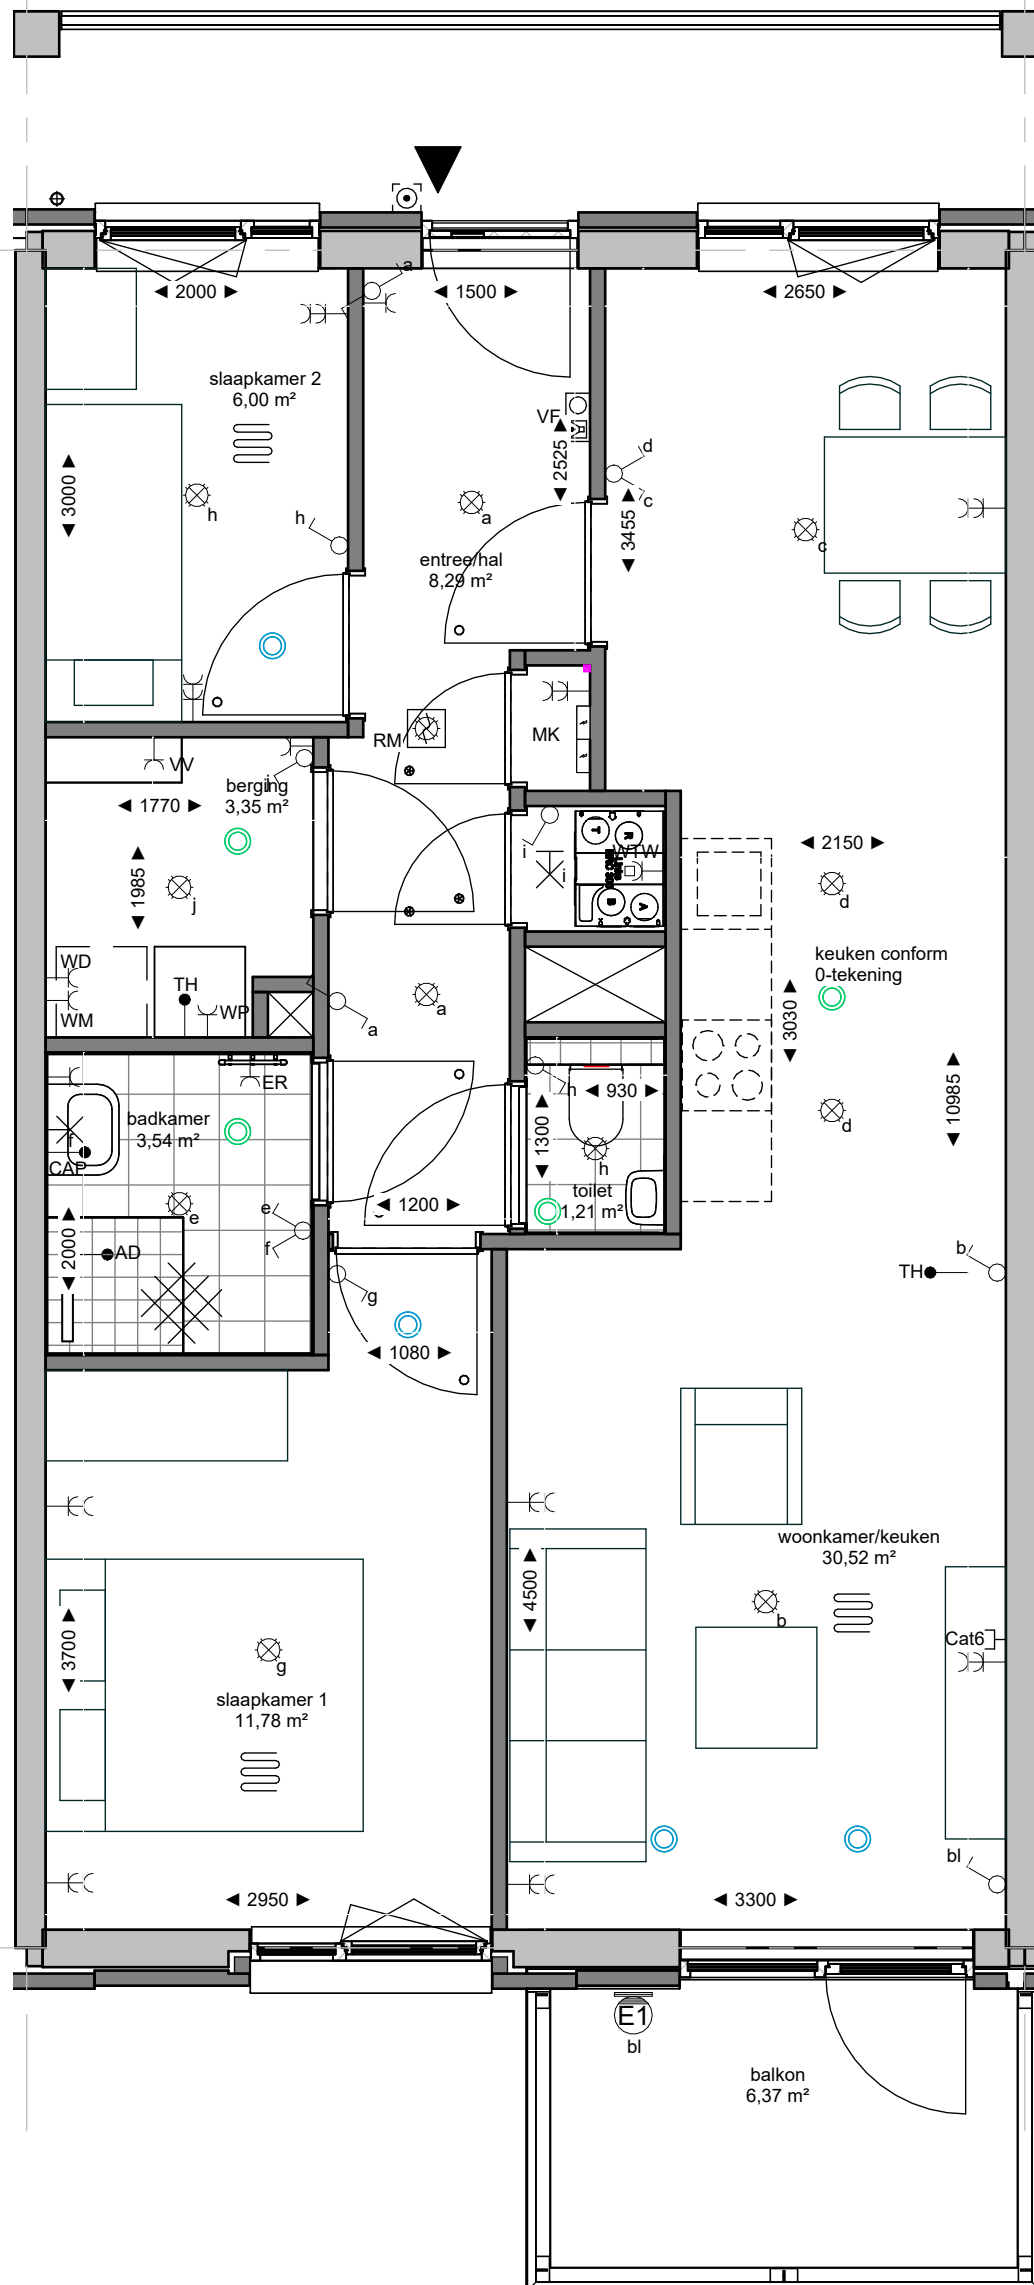 a
2000
1500
2650
slaapkamer 2
6,00 m²
VF
2525
d
c
3000
h
h
a
3455
c
entree/hal
8,29 m²
RM
MK
VV
berging
3,35 m²
1770
1985
j
i
i
WTW
T
R
B
A
2150
d
keuken conform
0-tekening
WD
WM
TH
WP
a
a
3030
10985
ER
badkamer
3,54 m²
f
CAP
h
930
1300
h
d
toilet
1,21 m²
e
e
f
1200
2000
AD
g
b
TH
1080
woonkamer/keuken
30,52 m²
4500
b
Cat6
3700
g
slaapkamer 1
11,78 m²
bl
2950
3300
E1
bl
balkon
6,37 m²